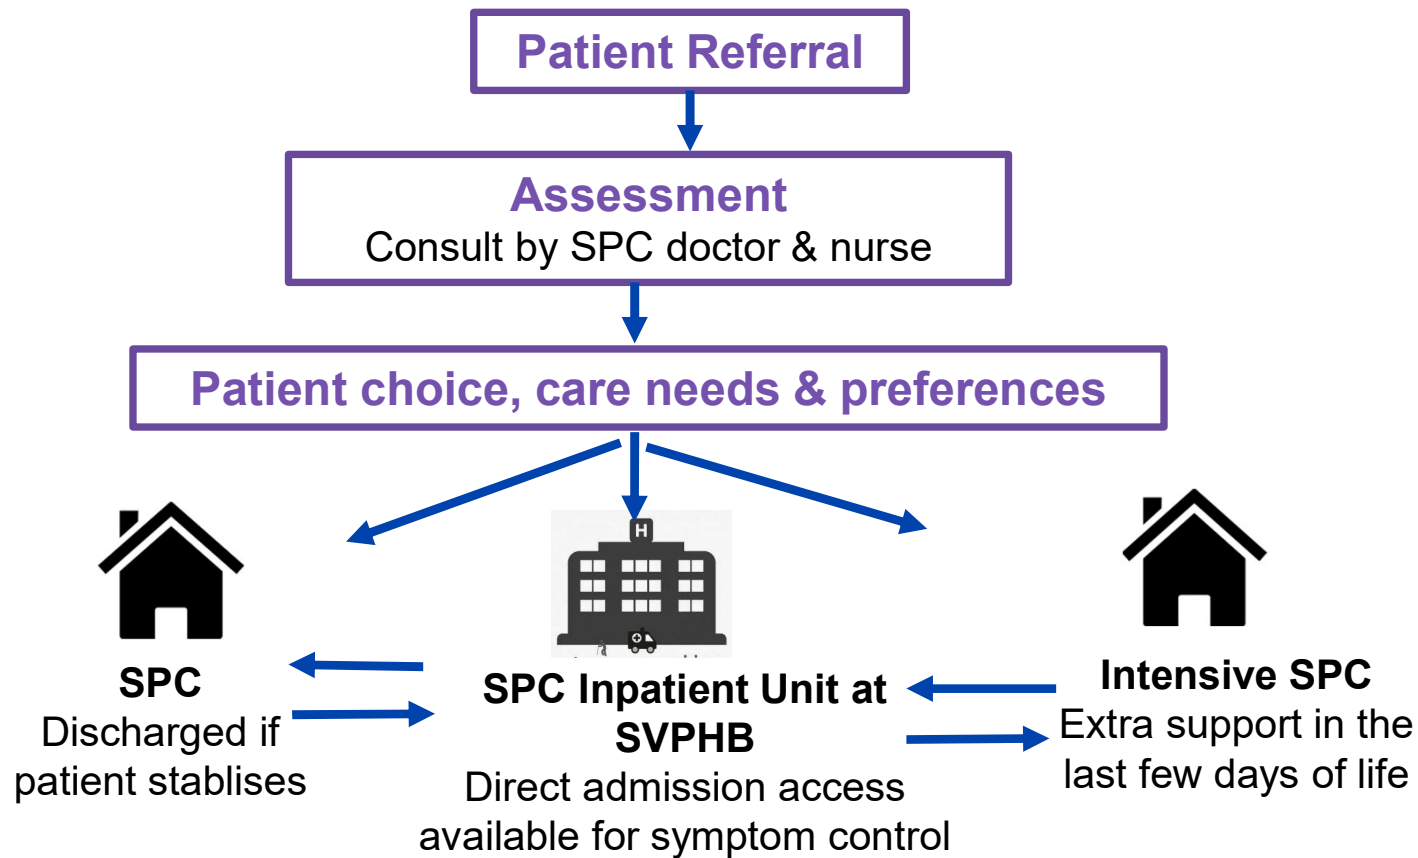 Patient Referral
Assessment
Consult by SPC doctor & nurse
Patient choice, care needs & preferences
H
SPC
Discharged if
patient stablises
SPC Inpatient Unit at
SVPHB
Direct admission access
available for symptom control
Intensive SPC
Extra support in the
last few days of life